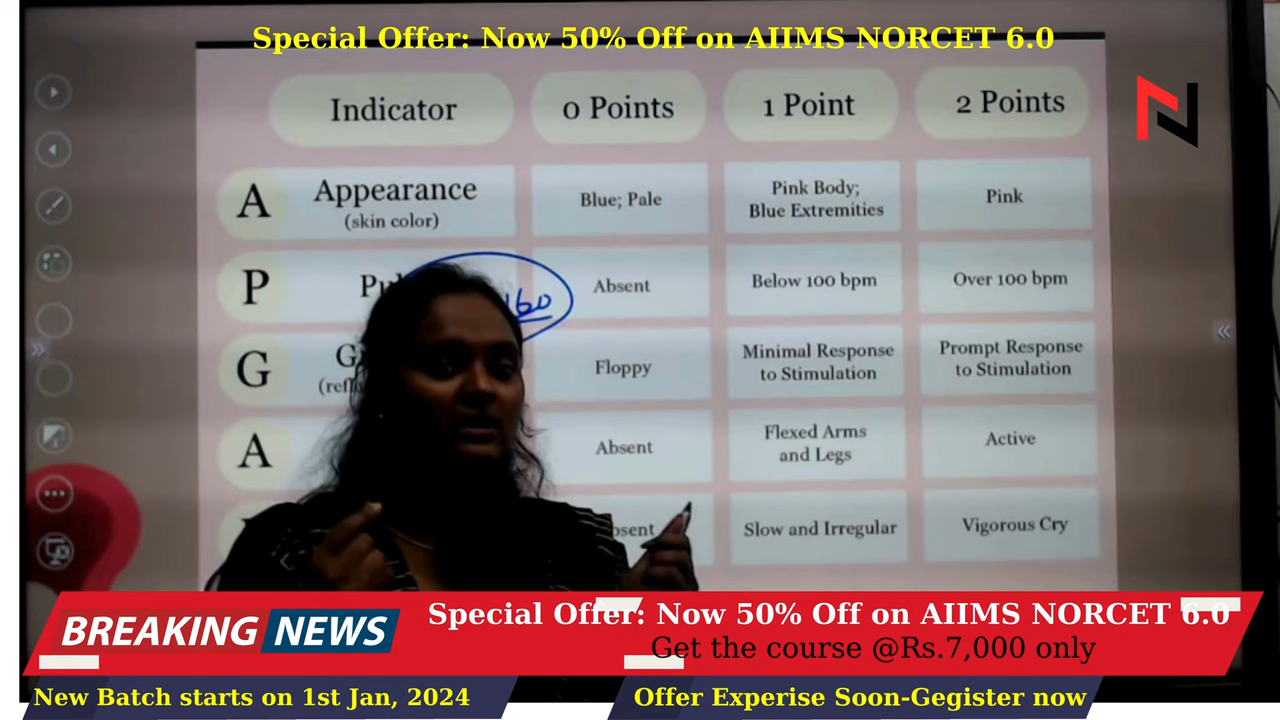 Special Offer: Now 50% Off on AIIMS NORCET 6.0
Indicator
0 Points
1 Point
2 Points
A
Appearance
(skin color)
Blue; Pale
Pink Body;
Blue Extremities
Pink
P
160
Absent
Below 100 bpm
Over 100 bpm
G
Floppy
Minimal Response
to Stimulation
Prompt Response
to Stimulation
A
Absent
Flexed Arms
and Legs
Active
Slow and Irregular
Vigorous Cry
BREAKING NEWS
Special Offer: Now 50% Off on AIIMS NORCET 6.0
Get the course @Rs.7,000 only
New Batch starts on 1st Jan, 2024
Offer Experise Soon-Gegister now